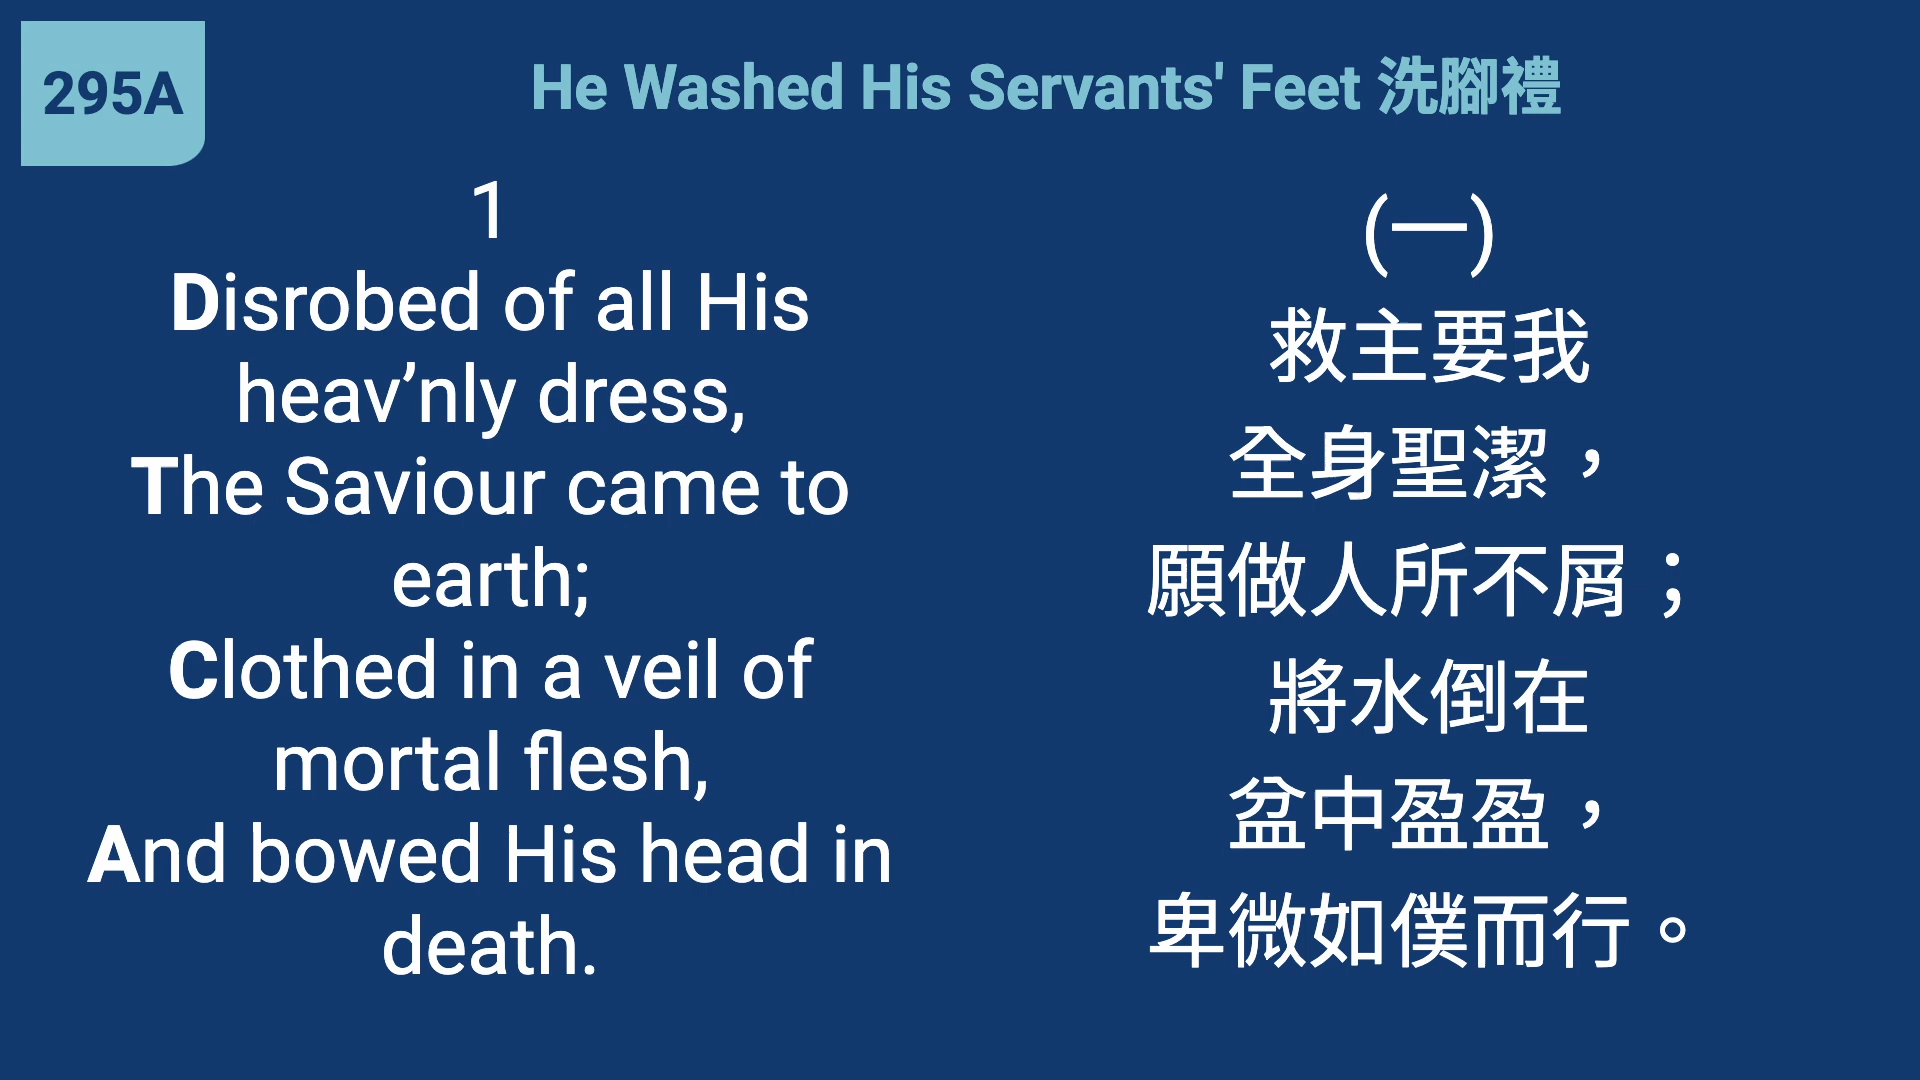 295A
He Washed His Servants' Feet 洗腳禮
1
Disrobed of all His
heav’nly dress,
The Saviour came to
earth;
Clothed in a veil of
mortal flesh,
And bowed His head in
death.
(一)
救主要我
全身聖潔，
願做人所不屑；
將水倒在
盆中盈盈，
卑微如僕而行。